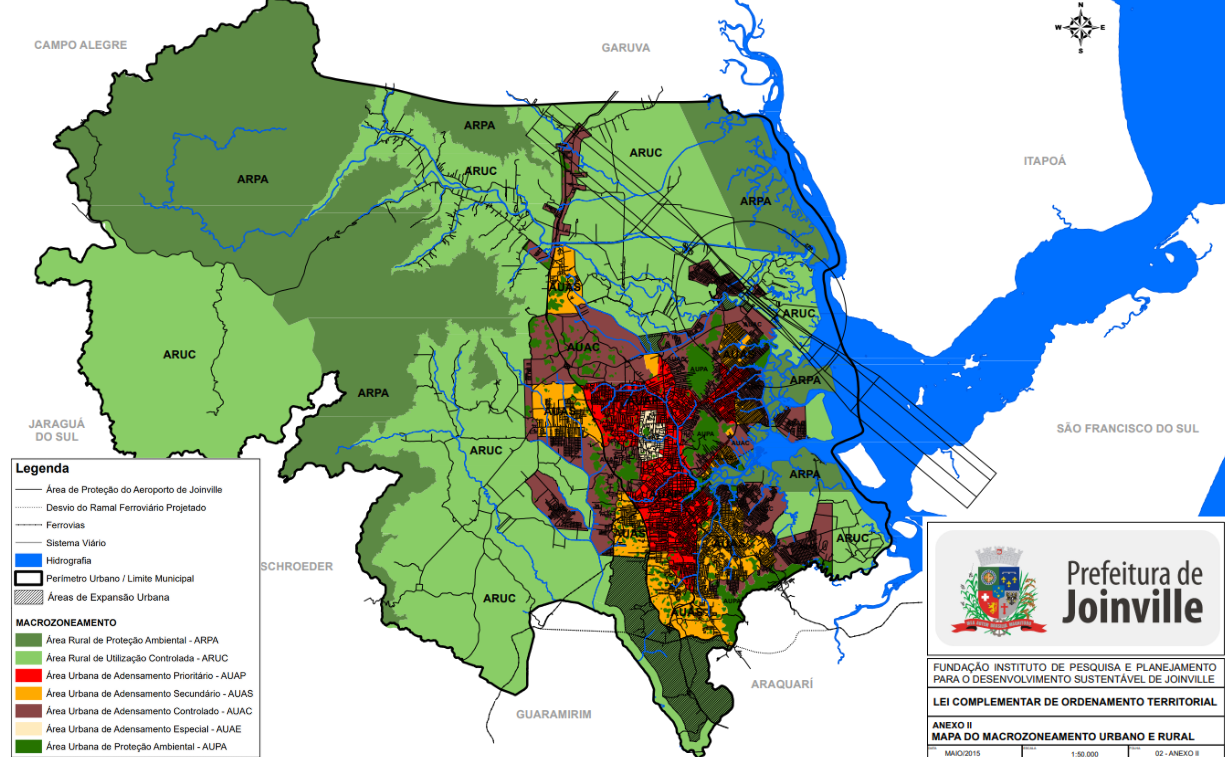 N
W E
S
CAMPO ALEGRE
GARUVA
ITAPOÁ
JARAGUÁ
DO SUL
SÃO FRANCISCO DO SUL
SCHROEDER
GUARAMIRIM
ARAQUARÍ
ARPA
ARUC
ARUC
ARPA
ARPA
AUAS
ARUC
AUAC
ARUC
AUAC
AUAS
AUAC
AUPA
ARPA
ARPA
AUAS
AUPA
AUAC
ARUC
ARPA
AUAS
ARUC
ARUC
AUAS
Legenda
Área de Proteção do Aeroporto de Joinville
Desvio do Ramal Ferroviário Projetado
Ferrovias
Sistema Viário
Hidrografia
Perímetro Urbano / Limite Municipal
Áreas de Expansão Urbana
MACROZONEAMENTO
Área Rural de Proteção Ambiental - ARPA
Área Rural de Utilização Controlada - ARUC
Área Urbana de Adensamento Prioritário - AUAP
Área Urbana de Adensamento Secundário - AUAS
Área Urbana de Adensamento Controlado - AUAC
Área Urbana de Adensamento Especial - AUAE
Área Urbana de Proteção Ambiental - AUPA
Prefeitura de
Joinville
FUNDAÇÃO INSTITUTO DE PESQUISA E PLANEJAMENTO
PARA O DESENVOLVIMENTO SUSTENTÁVEL DE JOINVILLE
LEI COMPLEMENTAR DE ORDENAMENTO TERRITORIAL
ANEXO II
MAPA DO MACROZONEAMENTO URBANO E RURAL
MAIO/2015 1:50.000 02 - ANEXO II